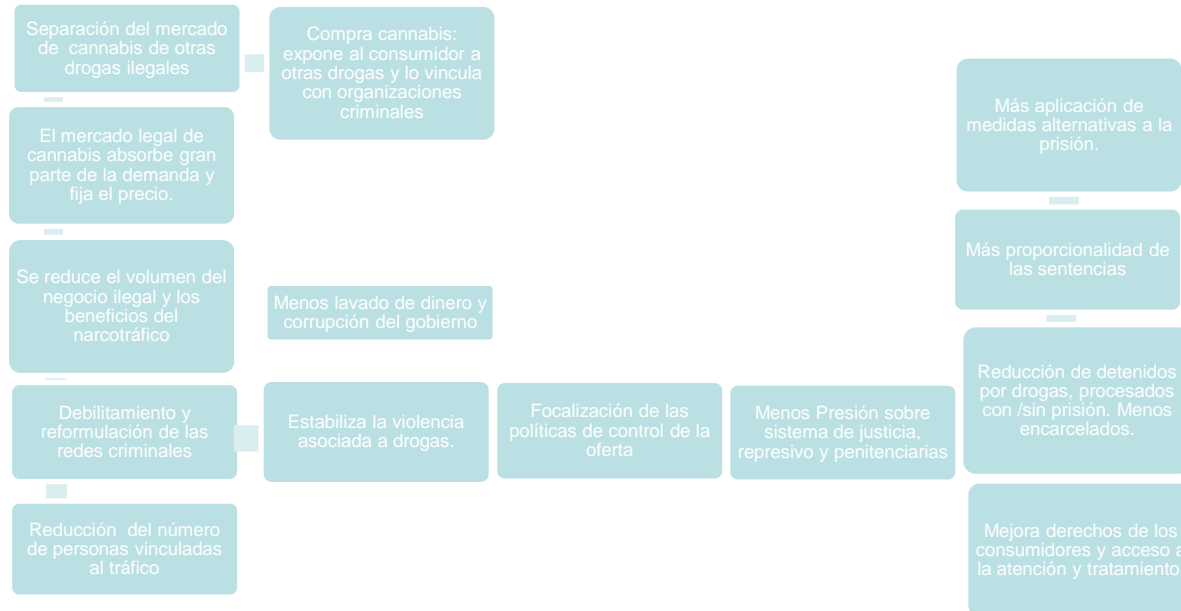 Separación del mercado
de cannabis de otras
drogas ilegales
Compra cannabis:
expone al consumidor a
otras drogas y lo vincula
con organizaciones
criminales
El mercado legal de
cannabis absorbe gran
parte de la demanda y
fija el precio.
Se reduce el volumen del
negocio ilegal y los
beneficios del
narcotráfico
Menos lavado de dinero y
corrupción del gobierno
Debilitamiento y
reformulación de las
redes criminales
Estabiliza la violencia
asociada a drogas.
Focalización de las
políticas de control de la
oferta
Menos Presión sobre
sistema de justicia,
represivo y penitenciarias
Reducción del número
de personas vinculadas
al tráfico
Más aplicación de
medidas alternativas a la
prisión.
Más proporcionalidad de
las sentencias
Reducción de detenidos
por drogas, procesados
con /sin prisión. Menos
encarcelados.
Mejora derechos de los
consumidores y acceso a
la atención y tratamiento